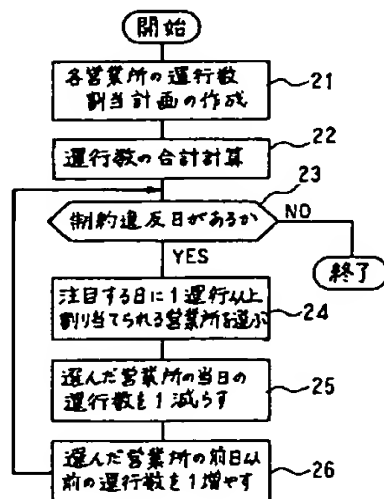 開始
各営業所の運行数
割当計画の作成
21
運行数の合計計算
22
制約違反日があるか
23
NO
YES
終了
注目する日に1運行以上
割り当てられる営業所を選ぶ
24
選んだ営業所の当日の
運行数を1減らす
25
選んだ営業所の前日以
前の運行数を1増やす
26